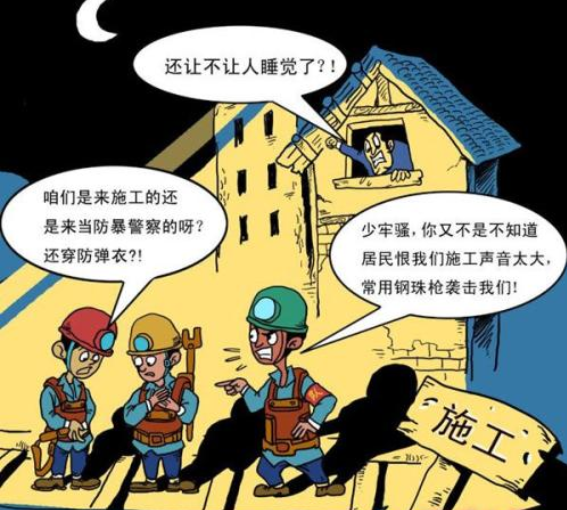 还让不让人睡觉了?!
咱们是来施工的还
是来当防暴警察的呀?
还穿防弹衣?!
少牢骚,你又不是不知道
居民恨我们施工声音太大,
常用钢珠枪袭击我们!
施工